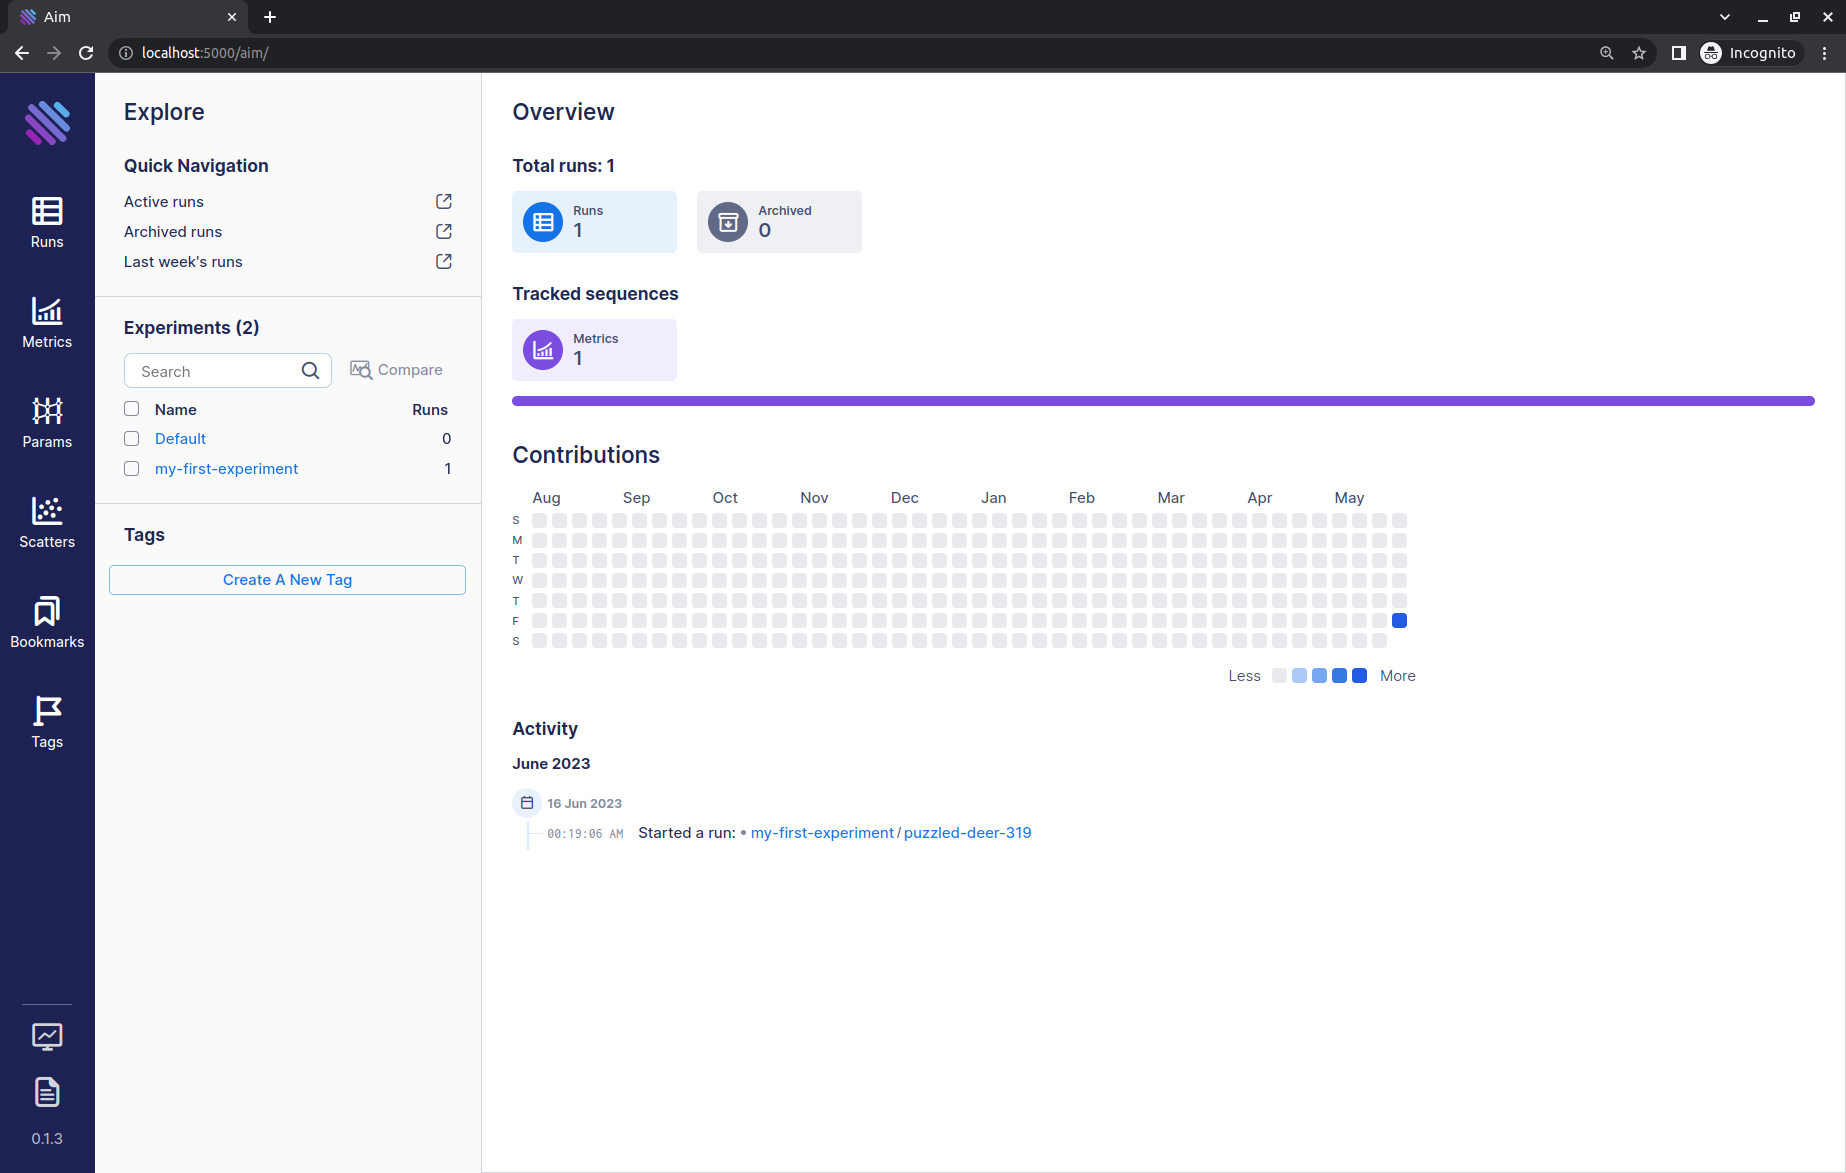 Aim
localhost:5000/aim/
Incognito
Runs
Metrics
Params
Scatters
Bookmarks
Tags
0.1.3
Explore
Quick Navigation
Active runs
Archived runs
Last week's runs
Experiments (2)
Search
Compare
Name Runs
Default 0
my-first-experiment 1
Tags
Create A New Tag
Overview
Total runs: 1
Runs
1
Archived
0
Tracked sequences
Metrics
1
Contributions
Aug Sep Oct Nov Dec Jan Feb Mar Apr May
S
M
T
W
T
F
S
Less More
Activity
June 2023
16 Jun 2023
00:19:06 AM Started a run: • my-first-experiment/puzzled-deer-319